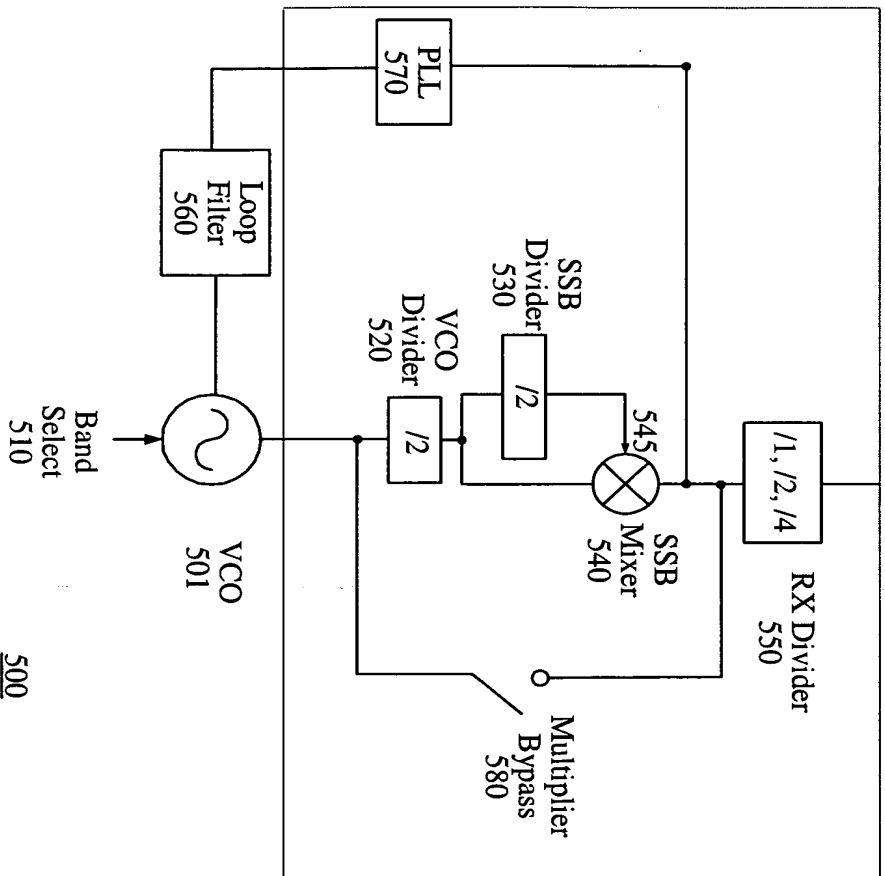 PLL
570
Loop
Filter
560
SSB
Divider
530
/2
VCO
Divider
520
/2
545
SSB
Mixer
540
/1, /2, /4
RX Divider
550
Band
Select
510
VCO
501
Multiplier
Bypass
580
500